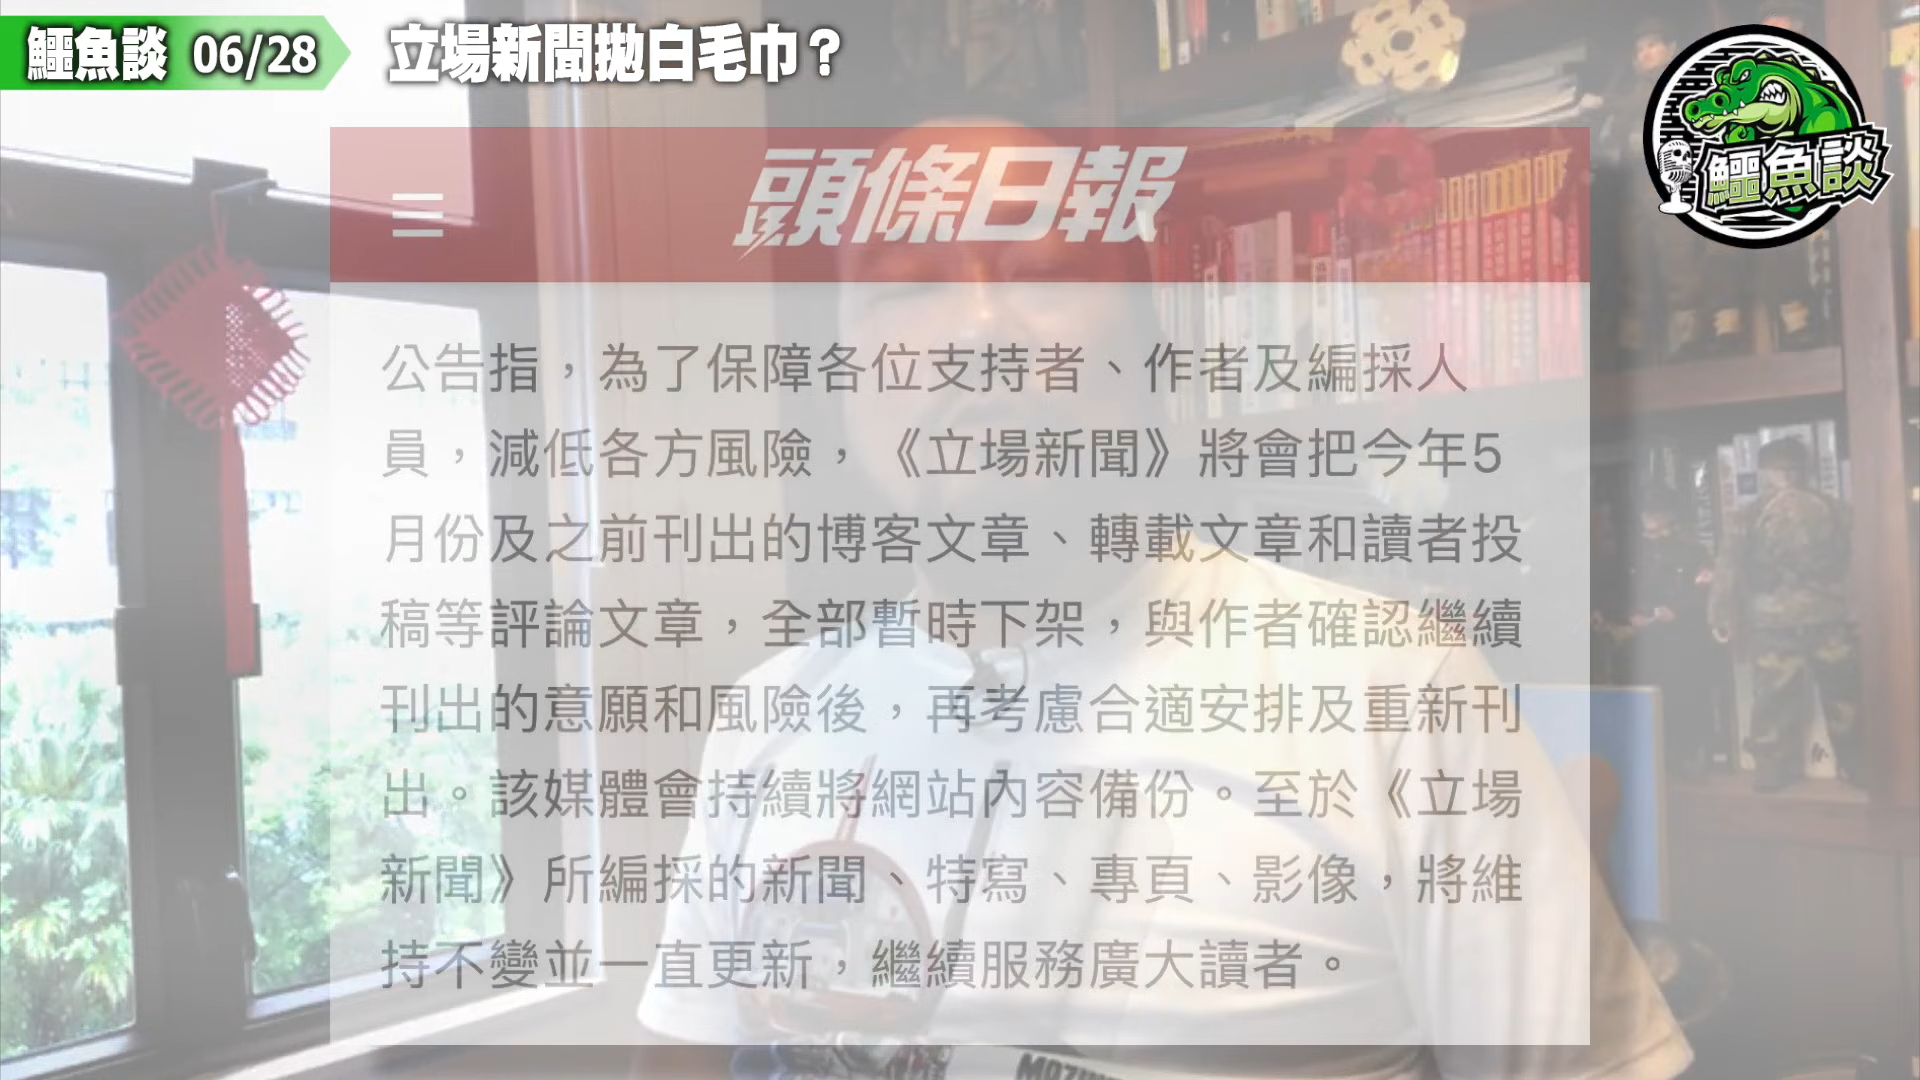 鱷魚談 06/28 立場新聞拋白毛巾？
鱷魚談
頭條日報
公告指，為了保障各位支持者、作者及編採人
員，減低各方風險，《立場新聞》將會把今年5
月份及之前刊出的博客文章、轉載文章和讀者投
稿等評論文章，全部暫時下架，與作者確認繼續
刊出的意願和風險後，再考慮合適安排及重新刊
出。該媒體會持續將網站內容備份。至於《立場
新聞》所編採的新聞、特寫、專頁、影像，將維
持不變並一直更新，繼續服務廣大讀者。